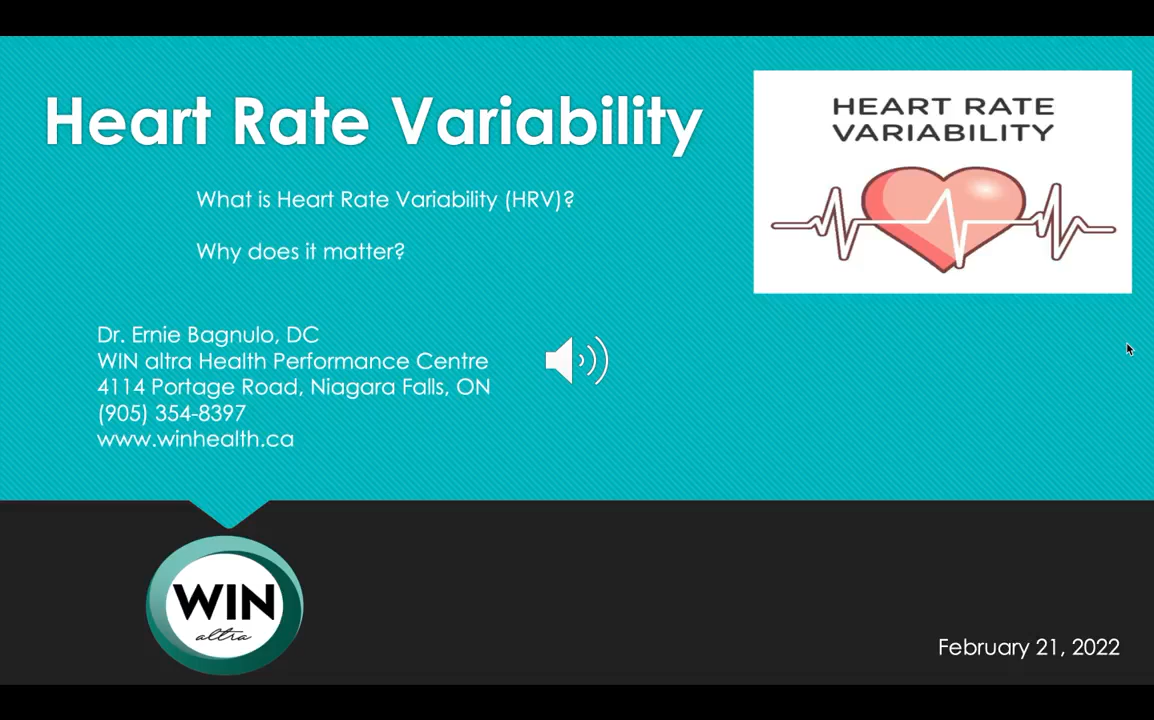 Heart Rate Variability
HEART RATE
VARIABILITY
What is Heart Rate Variability (HRV)?
Why does it matter?
Dr. Ernie Bagnulo, DC
WIN altra Health Performance Centre
4114 Portage Road, Niagara Falls, ON
(905) 354-8397
www.winhealth.ca
WIN
altra
February 21, 2022